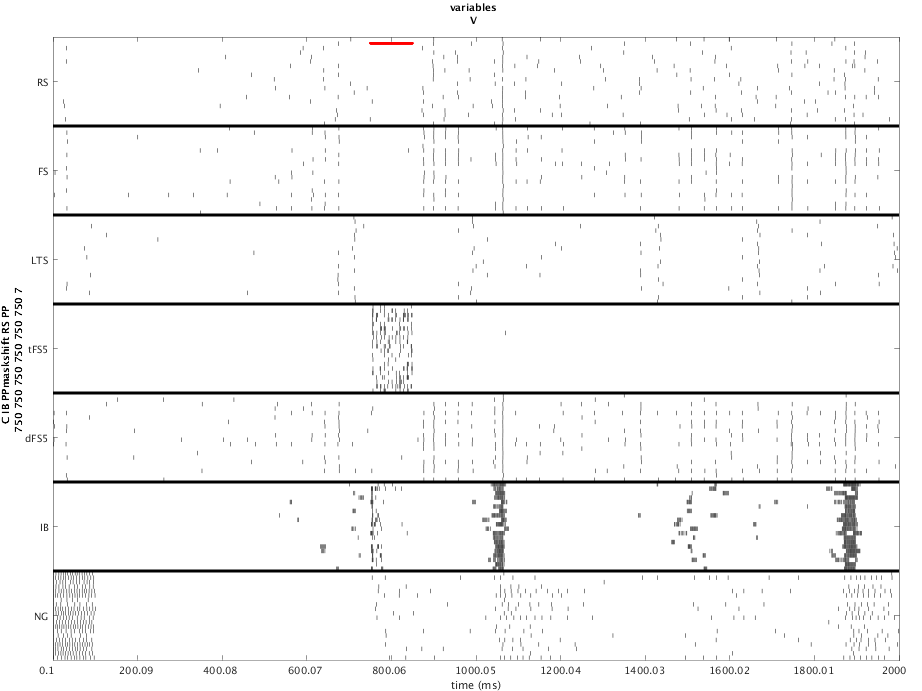 variables
V
RS
FS
LTS
tFS5
dFS5
IB
NG
C IB PPmaskshift RS PP
750 750 750 750 750 750 7
0.1 200.09 400.08 600.07 800.06 1000.05 1200.04 1400.03 1600.02 1800.01 2000
time (ms)